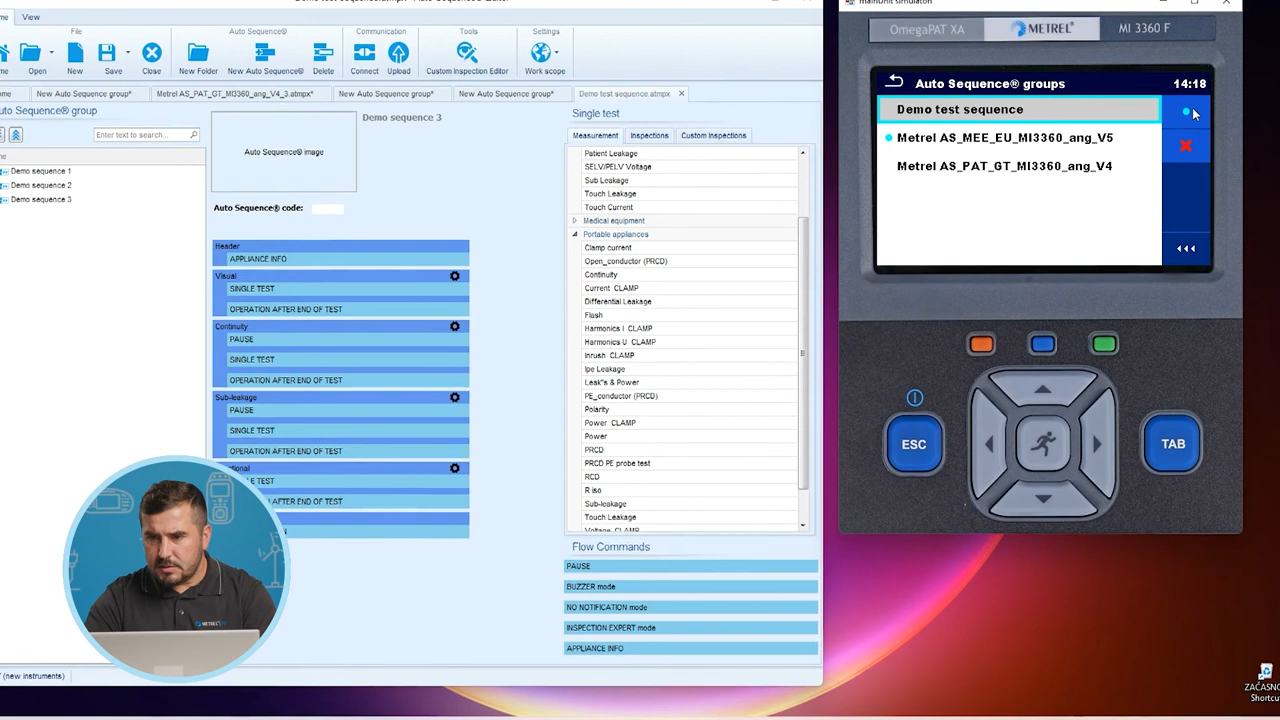 View
File
Auto Sequence®
Communication
Tools
Settings
Open
New
Save
Close
New Folder
New Auto Sequence®
Delete
Connect
Upload
Custom Inspection Editor
Work scope
New Auto Sequence group*
Metrel AS_PAT_GT_MI3360_ang_V4_3.atmpx*
New Auto Sequence group*
New Auto Sequence group*
Demo test sequence.atmpx
Enter text to search...
Demo sequence 1
Demo sequence 2
Demo sequence 3
(new instruments)
Auto Sequence® image
Demo sequence 3
Auto Sequence® code:
Header
APPLIANCE INFO
Visual
SINGLE TEST
OPERATION AFTER END OF TEST
Continuity
PAUSE
SINGLE TEST
OPERATION AFTER END OF TEST
Sub-leakage
PAUSE
SINGLE TEST
OPERATION AFTER END OF TEST
Single test
Measurement
Inspections
Custom Inspections
Patient Leakage
SELV/PELV Voltage
Sub Leakage
Touch Leakage
Touch Current
Medical equipment
Portable appliances
Clamp current
Open_conductor (PRCD)
Continuity
Current CLAMP
Differential Leakage
Flash
Harmonics I CLAMP
Harmonics U CLAMP
Inrush CLAMP
Ipe Leakage
Leak's & Power
PE_conductor (PRCD)
Polarity
Power CLAMP
Power
PRCD
PRCD PE probe test
RCD
R iso
Sub-leakage
Touch Leakage
Voltage CLAMP
Flow Commands
PAUSE
BUZZER mode
NO NOTIFICATION mode
INSPECTION EXPERT mode
APPLIANCE INFO
OmegaPAT XA
METREL®
MI 3360 F
Auto Sequence® groups
14:18
Demo test sequence
Metrel AS_MEE_EU_MI3360_ang_V5
Metrel AS_PAT_GT_MI3360_ang_V4
ESC
TAB
METREL